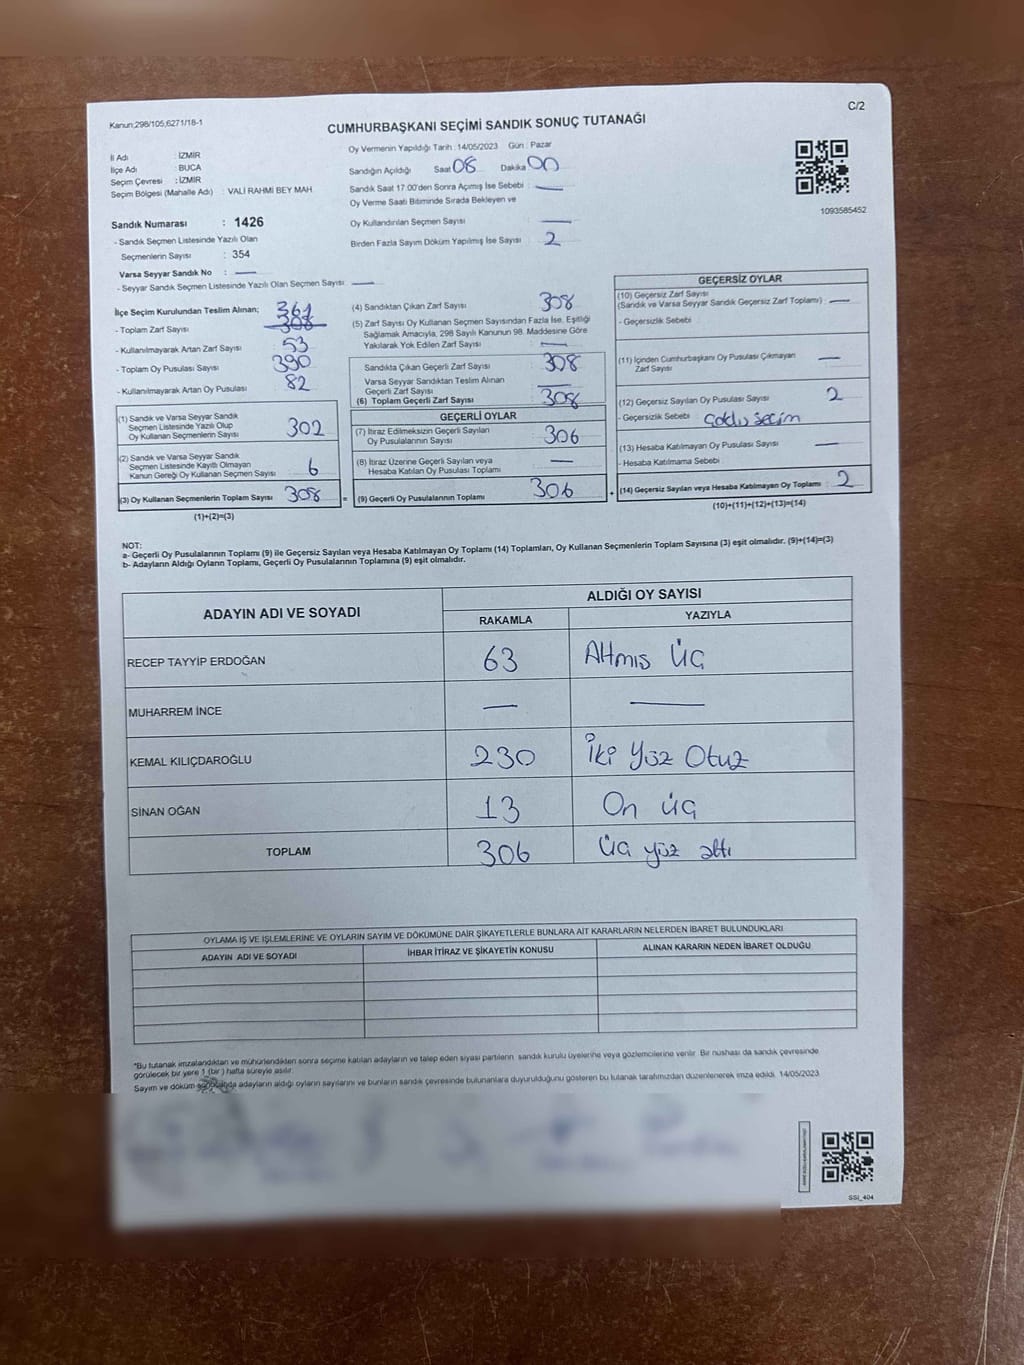 Kanun;298/105,6271/18-1
C/2
CUMHURBAŞKANI SEÇİMİ SANDIK SONUÇ TUTANAĞI
İl Adı : İZMİR
İlçe Adı : BUCA
Seçim Çevresi : İZMİR
Seçim Bölgesi (Mahalle Adı) : VALİ RAHMİ BEY MAH
Oy Vermenin Yapıldığı Tarih : 14/05/2023 Gün : Pazar
Sandığın Açıldığı Saat 08 Dakika 00
Sandık Saat 17:00'den Sonra Açımış İse Sebebi : —
Oy Verme Saati Bitiminde Sırada Bekleyen ve
Oy Kullandırılan Seçmen Sayısı : —
Birden Fazla Sayım Döküm Yapılmış İse Sayısı : 2
1093585452
Sandık Numarası : 1426
- Sandık Seçmen Listesinde Yazılı Olan
Seçmenlerin Sayısı : 354
Varsa Seyyar Sandık No : —
- Seyyar Sandık Seçmen Listesinde Yazılı Olan Seçmen Sayısı : —
İlçe Seçim Kurulundan Teslim Alınan; 361
- Toplam Zarf Sayısı 308
- Kullanılmayarak Artan Zarf Sayısı 53
- Toplam Oy Pusulası Sayısı 390
- Kullanılmayarak Artan Oy Pusulası 82
(1) Sandık ve Varsa Seyyar Sandık
Seçmen Listesinde Yazılı Olup
Oy Kullanan Seçmenlerin Sayısı 302
(2) Sandık ve Varsa Seyyar Sandık
Seçmen Listesinde Kayıtlı Olmayan
Kanun Gereği Oy Kullanan Seçmen Sayısı 6
(3) Oy Kullanan Seçmenlerin Toplam Sayısı 308 =
(1)+(2)=(3)
(4) Sandıktan Çıkan Zarf Sayısı 308
(5) Zarf Sayısı Oy Kullanan Seçmen Sayısından Fazla İse, Eşitliği
Sağlamak Amacıyla, 298 Sayılı Kanunun 98. Maddesine Göre
Yakılarak Yok Edilen Zarf Sayısı : —
Sandıkta Çıkan Geçerli Zarf Sayısı 308
Varsa Seyyar Sandıktan Teslim Alınan
Geçerli Zarf Sayısı —
(6) Toplam Geçerli Zarf Sayısı 308
GEÇERLİ OYLAR
(7) İtiraz Edilmeksizin Geçerli Sayılan
Oy Pusulalarının Sayısı 306
(8) İtiraz Üzerine Geçerli Sayılan veya
Hesaba Katılan Oy Pusulası Toplamı —
(9) Geçerli Oy Pusulalarının Toplamı 306 +
GEÇERSİZ OYLAR
(10) Geçersiz Zarf Sayısı
(Sandık ve Varsa Seyyar Sandık Geçersiz Zarf Toplamı) : —
- Geçersizlik Sebebi
(11) İçinden Cumhurbaşkanı Oy Pusulası Çıkmayan
Zarf Sayısı —
(12) Geçersiz Sayılan Oy Pusulası Sayısı 2
- Geçersizlik Sebebi : Çoklu seçim
(13) Hesaba Katılmayan Oy Pusulası Sayısı —
- Hesaba Katılmama Sebebi
(14) Geçersiz Sayılan veya Hesaba Katılmayan Oy Toplamı : 2
(10)+(11)+(12)+(13)=(14)
NOT:
a- Geçerli Oy Pusulalarının Toplamı (9) ile Geçersiz Sayılan veya Hesaba Katılmayan Oy Toplamı (14) Toplamları, Oy Kullanan Seçmenlerin Toplam Sayısına (3) eşit olmalıdır. (9)+(14)=(3)
b- Adayların Aldığı Oyların Toplamı, Geçerli Oy Pusulalarının Toplamına (9) eşit olmalıdır.
ADAYIN ADI VE SOYADI
ALDIĞI OY SAYISI
RAKAMLA YAZIYLA
RECEP TAYYİP ERDOĞAN 63 Altmış Üç
MUHARREM İNCE — —
KEMAL KILIÇDAROĞLU 230 İki Yüz Otuz
SİNAN OĞAN 13 On üç
TOPLAM 306 Üç yüz altı
OYLAMA İŞ VE İŞLEMLERİNE VE OYLARIN SAYIM VE DÖKÜMÜNE DAİR ŞİKAYETLERLE BUNLARA AİT KARARLARIN NELERDEN İBARET BULUNDUKLARI
ADAYIN ADI VE SOYADI İHBAR İTİRAZ VE ŞİKAYETİN KONUSU ALINAN KARARIN NEDEN İBARET OLDUĞU
*Bu tutanak imzalandıktan ve mühürlendikten sonra seçime katılan adayların ve talep eden siyasi partilerin sandık kurulu üyelerine veya gözlemcilerine verilir. Bir nüshası da sandık çevresinde
görülecek bir yere 1 (bir) hafta süreyle asılır.
Sayım ve döküm sonucunda adayların aldığı oyların sayılarını ve bunların sandık çevresinde bulunanlara duyurulduğunu gösteren bu tutanak tarafımızdan düzenlenerek imza edildi. 14/05/2023
SSİ_404